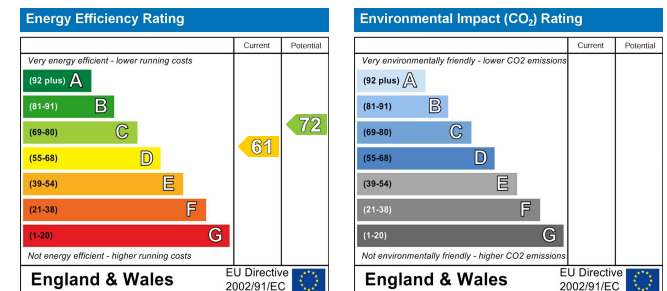 Energy Efficiency Rating
Current Potential
Very energy efficient - lower running costs
(92 plus) A
(81-91) B
(69-80) C
72
(55-68) D
61
(39-54) E
(21-38) F
(1-20) G
Not energy efficient - higher running costs
England & Wales
EU Directive
2002/91/EC
Environmental Impact (CO₂) Rating
Current Potential
Very environmentally friendly - lower CO2 emissions
(92 plus) A
(81-91) B
(69-80) C
(55-68) D
(39-54) E
(21-38) F
(1-20) G
Not environmentally friendly - higher CO2 emissions
England & Wales
EU Directive
2002/91/EC